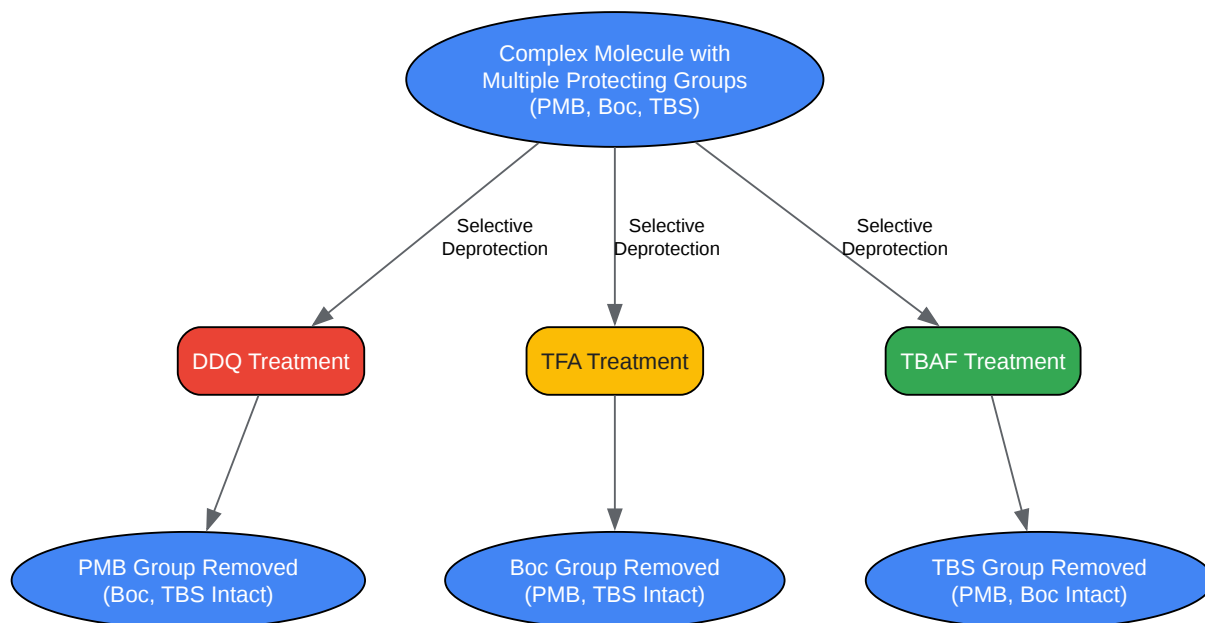 Complex Molecule with
Multiple Protecting Groups
(PMB, Boc, TBS)
Selective
Deprotection
Selective
Deprotection
Selective
Deprotection
DDQ Treatment
TFA Treatment
TBAF Treatment
PMB Group Removed
(Boc, TBS Intact)
Boc Group Removed
(PMB, TBS Intact)
TBS Group Removed
(PMB, Boc Intact)